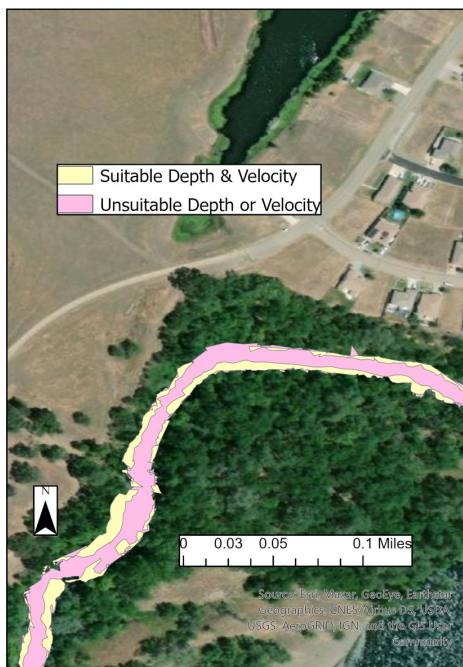 Suitable Depth & Velocity
Unsuitable Depth or Velocity
N
0 0.03 0.05 0.1 Miles
Source: Esri, Maxar, GeoEye, Earthstar
Geographics, CNES/Airbus DS, USDA,
USGS, AeroGRID, IGN, and the GIS User
Community